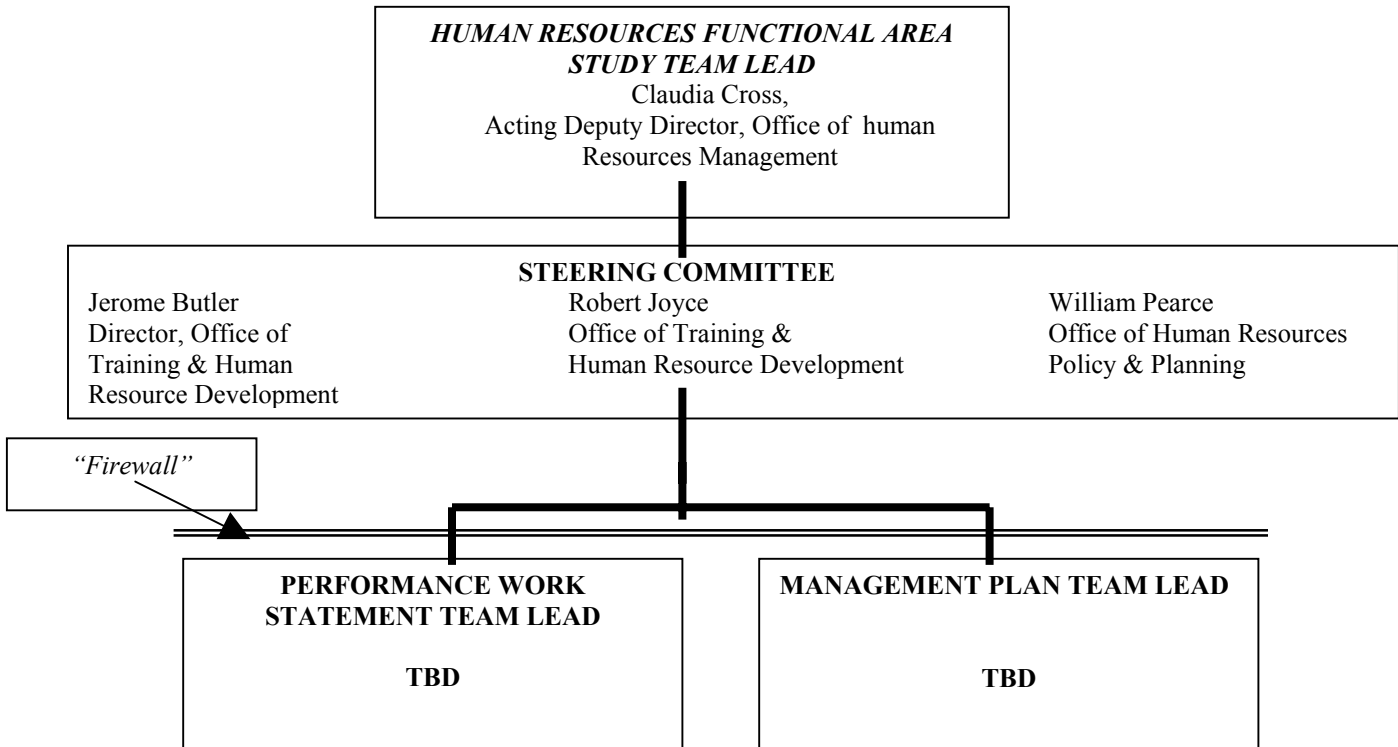 HUMAN RESOURCES FUNCTIONAL AREA
STUDY TEAM LEAD
Claudia Cross,
Acting Deputy Director, Office of human
Resources Management
STEERING COMMITTEE
Jerome Butler
Director, Office of
Training & Human
Resource Development
Robert Joyce
Office of Training &
Human Resource Development
William Pearce
Office of Human Resources
Policy & Planning
“Firewall”
PERFORMANCE WORK
STATEMENT TEAM LEAD
TBD
MANAGEMENT PLAN TEAM LEAD
TBD